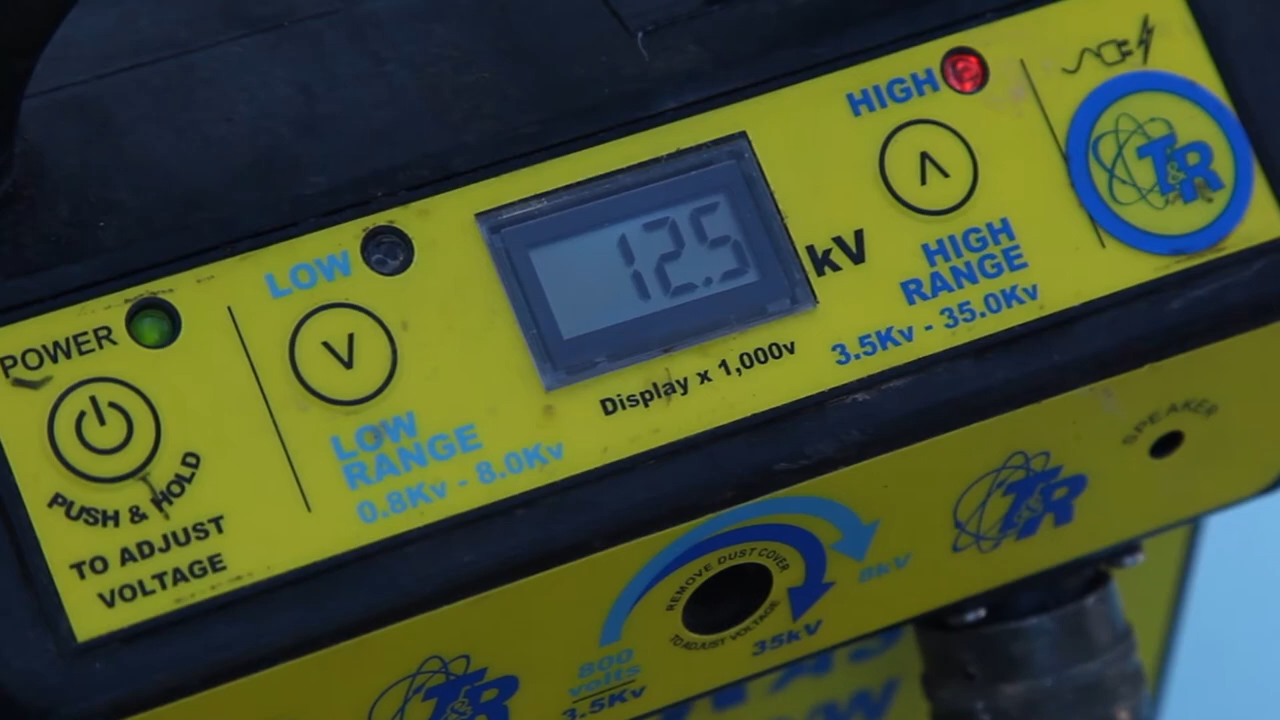 POWER
PUSH & HOLD
TO ADJUST
VOLTAGE
LOW
V
LOW
RANGE
0.8Kv - 8.0Kv
12.5
kV
Display x 1,000v
HIGH
HIGH
RANGE
3.5Kv - 35.0Kv
T&R
SPEAKER
T&R
8kV
REMOVE DUST COVER
TO ADJUST VOLTAGE
35kV
800
volts
3.5Kv
T&R